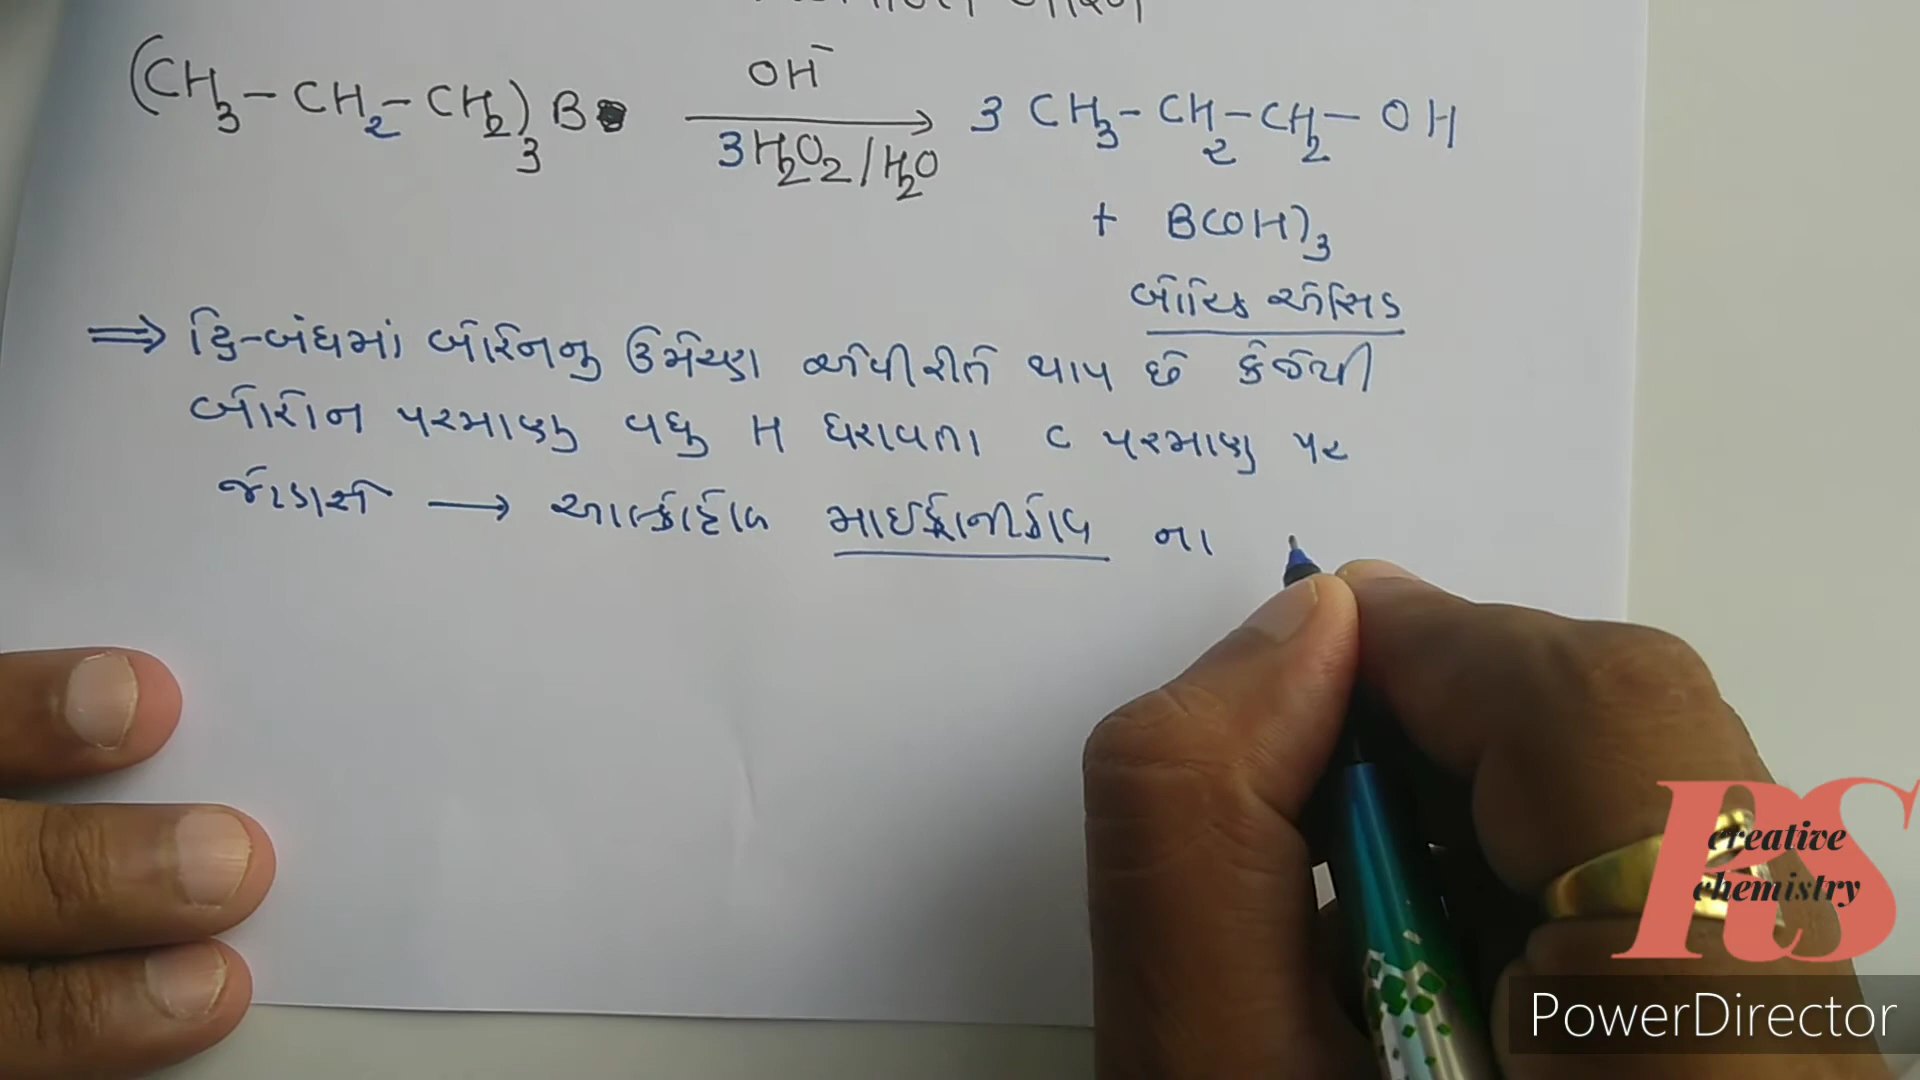 (CH₃-CH₂-CH₂)₃B OH⁻ 3H₂O₂/H₂O 3 CH₃-CH₂-CH₂-OH
+ B(OH)₃
બોરિક એસિડ
⇒ દ્વિ-બંધમાં બોરેનનુ ઉમેરણ એવી રીતે થાય છે કે જેથી
બોરોન પરમાણુ વધુ H ધરાવતા C પરમાણુ પર
જોડાશે → આલ્કોહોલ માર્કોનીકોવ ના
creative
chemistry
PowerDirector